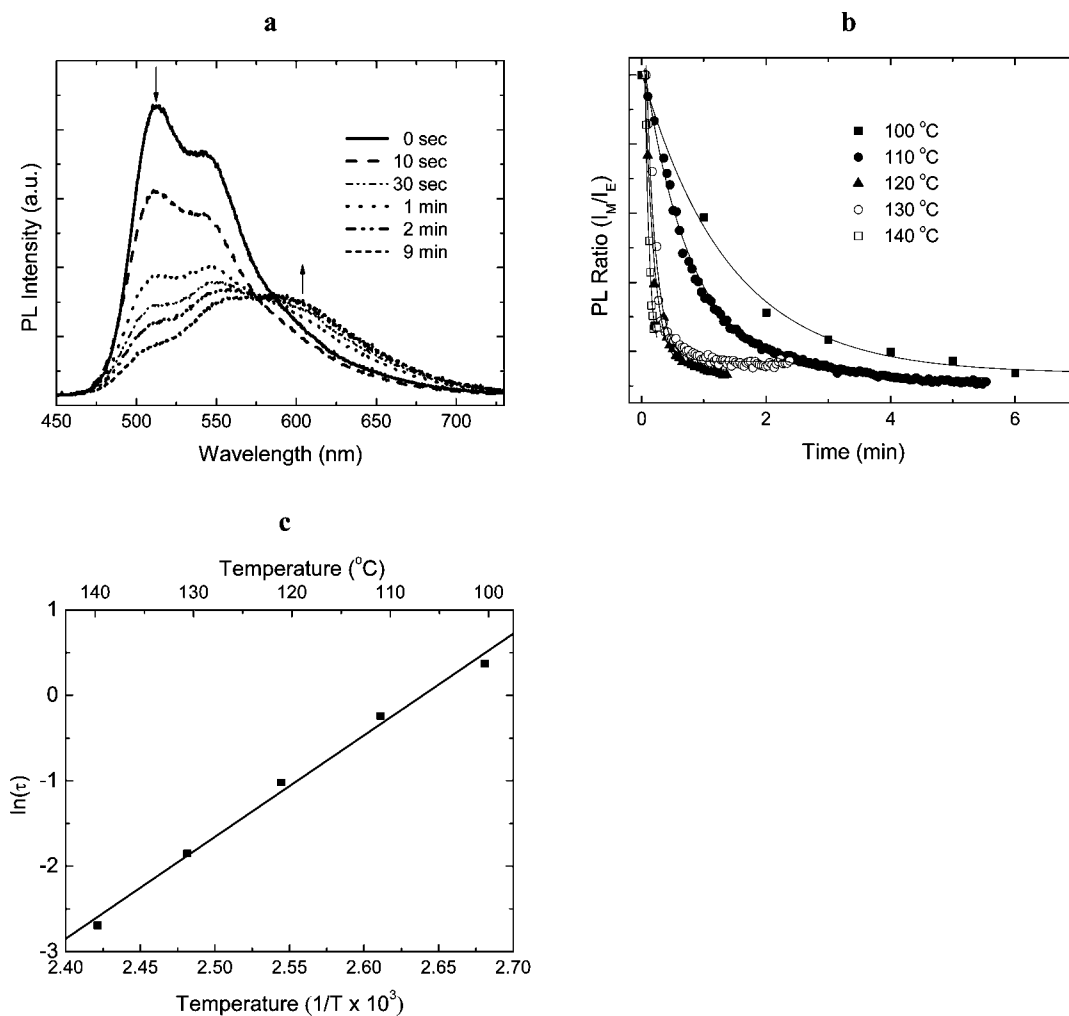 a
PL Intensity (a.u.)
0 sec
10 sec
30 sec
1 min
2 min
9 min
450 500 550 600 650 700
Wavelength (nm)
b
PL Ratio (I_M/I_E)
100 °C
110 °C
120 °C
130 °C
140 °C
0 2 4 6
Time (min)
c
Temperature (°C)
140 130 120 110 100
ln(τ)
1
0
-1
-2
-3
2.40 2.45 2.50 2.55 2.60 2.65 2.70
Temperature (1/T x 10³)